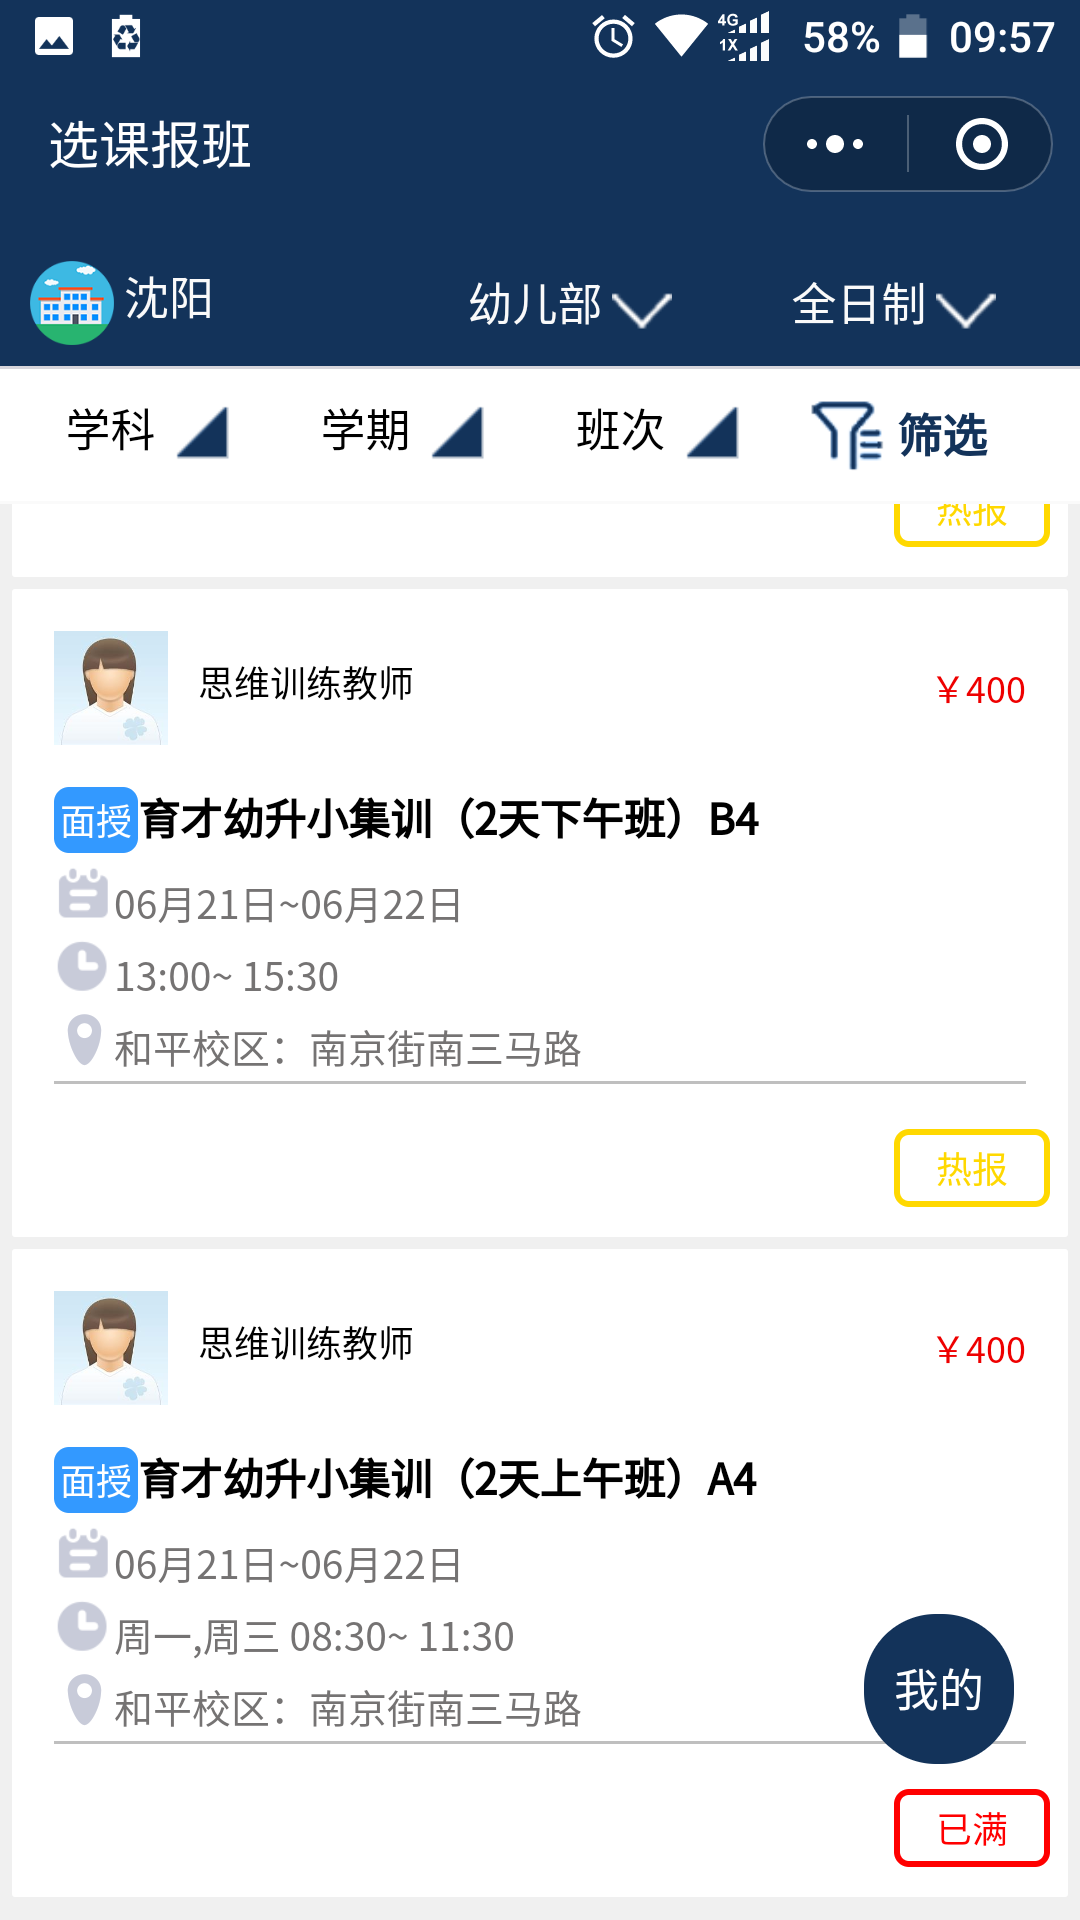 4G 1X 58% 09:57
选课报班
沈阳 幼儿部 全日制
学科 学期 班次 筛选
热报
思维训练教师 ¥400
面授 育才幼升小集训（2天下午班）B4
06月21日~06月22日
13:00~ 15:30
和平校区：南京街南三马路
热报
思维训练教师 ¥400
面授 育才幼升小集训（2天上午班）A4
06月21日~06月22日
周一,周三 08:30~ 11:30
和平校区：南京街南三马路
我的
已满